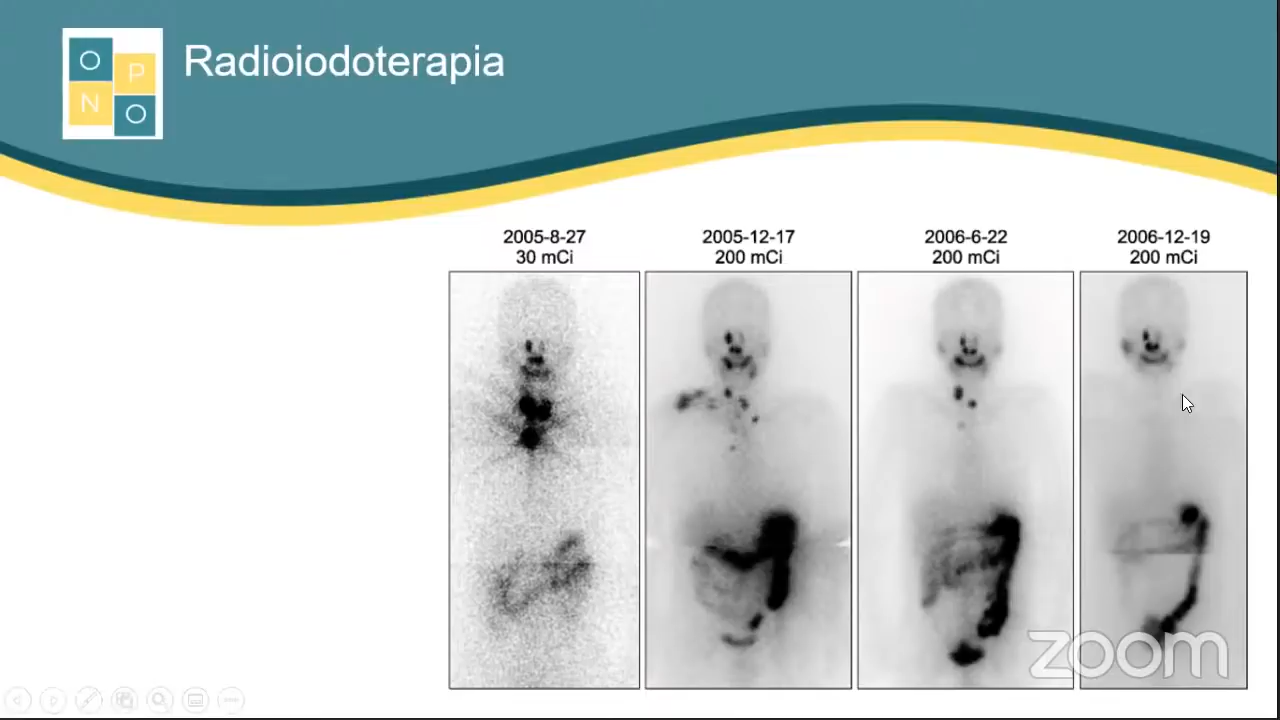 O
P
N
O
Radioiodoterapia
2005-8-27
30 mCi
2005-12-17
200 mCi
2006-6-22
200 mCi
2006-12-19
200 mCi
zoom